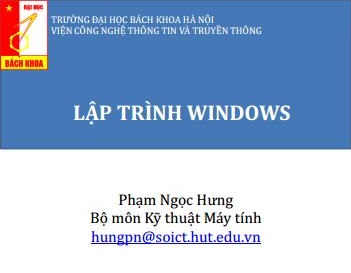 ĐẠI HỌC
BÁCH KHOA
TRƯỜNG ĐẠI HỌC BÁCH KHOA HÀ NỘI
VIỆN CÔNG NGHỆ THÔNG TIN VÀ TRUYỀN THÔNG
LẬP TRÌNH WINDOWS
Phạm Ngọc Hưng
Bộ môn Kỹ thuật Máy tính
hungpn@soict.hut.edu.vn